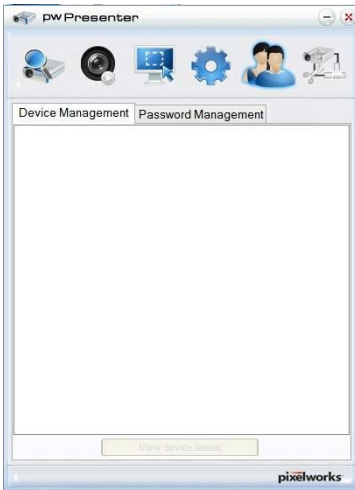 pwPresenter
Device Management Password Management
View device status
pixelworks